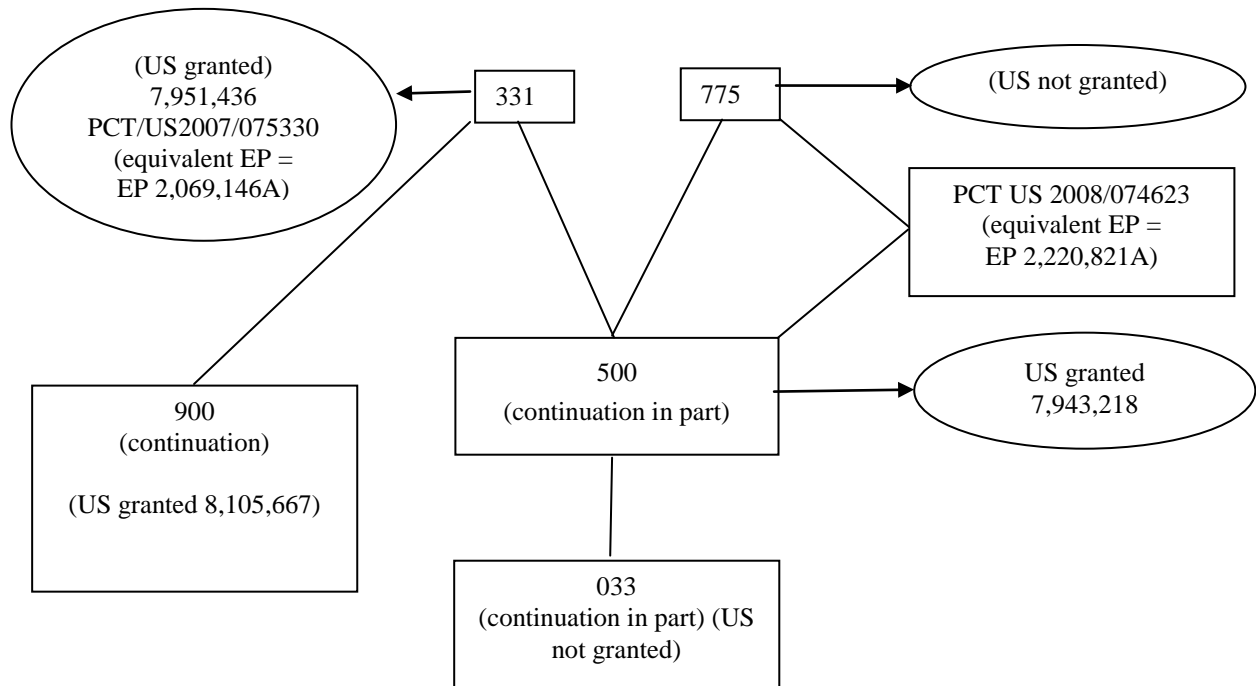 (US granted)
7,951,436
PCT/US2007/075330
(equivalent EP =
EP 2,069,146A)
331
775
(US not granted)
PCT US 2008/074623
(equivalent EP =
EP 2,220,821A)
900
(continuation)
(US granted 8,105,667)
500
(continuation in part)
US granted
7,943,218
033
(continuation in part) (US
not granted)